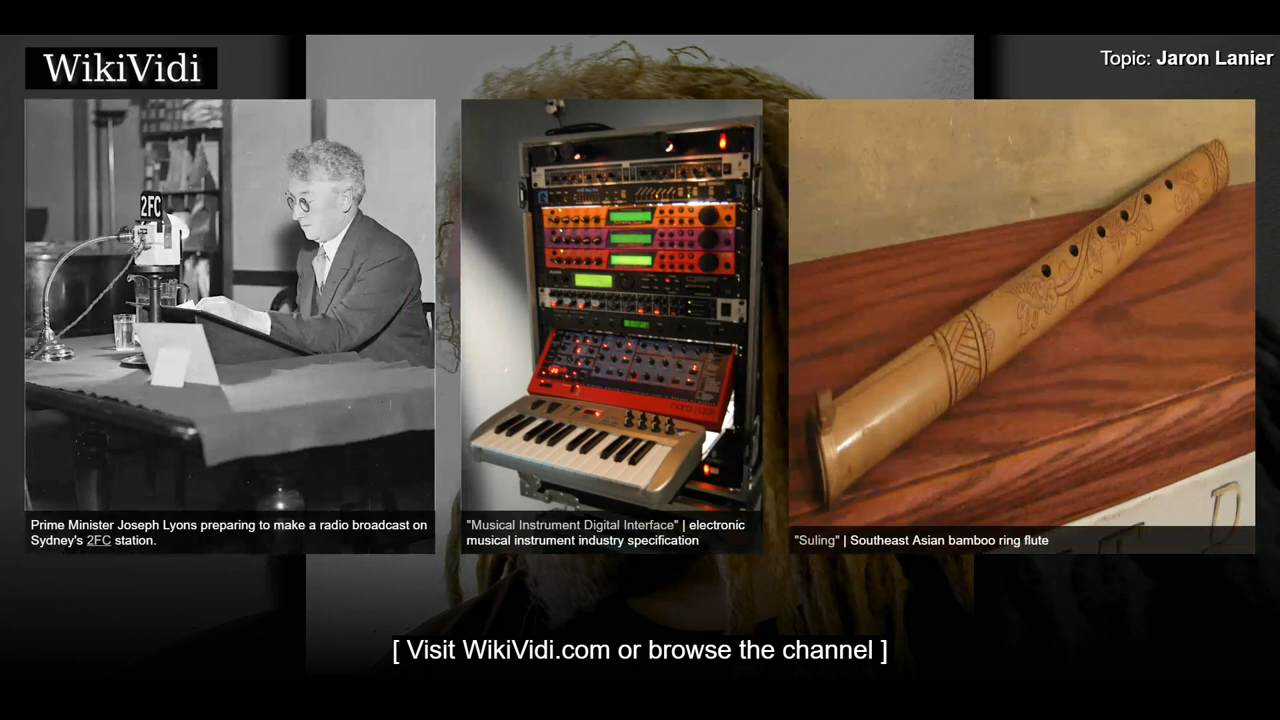 WikiVidi
Topic: Jaron Lanier
2FC
Prime Minister Joseph Lyons preparing to make a radio broadcast on
Sydney's 2FC station.
"Musical Instrument Digital Interface" | electronic
musical instrument industry specification
"Suling" | Southeast Asian bamboo ring flute
[ Visit WikiVidi.com or browse the channel ]